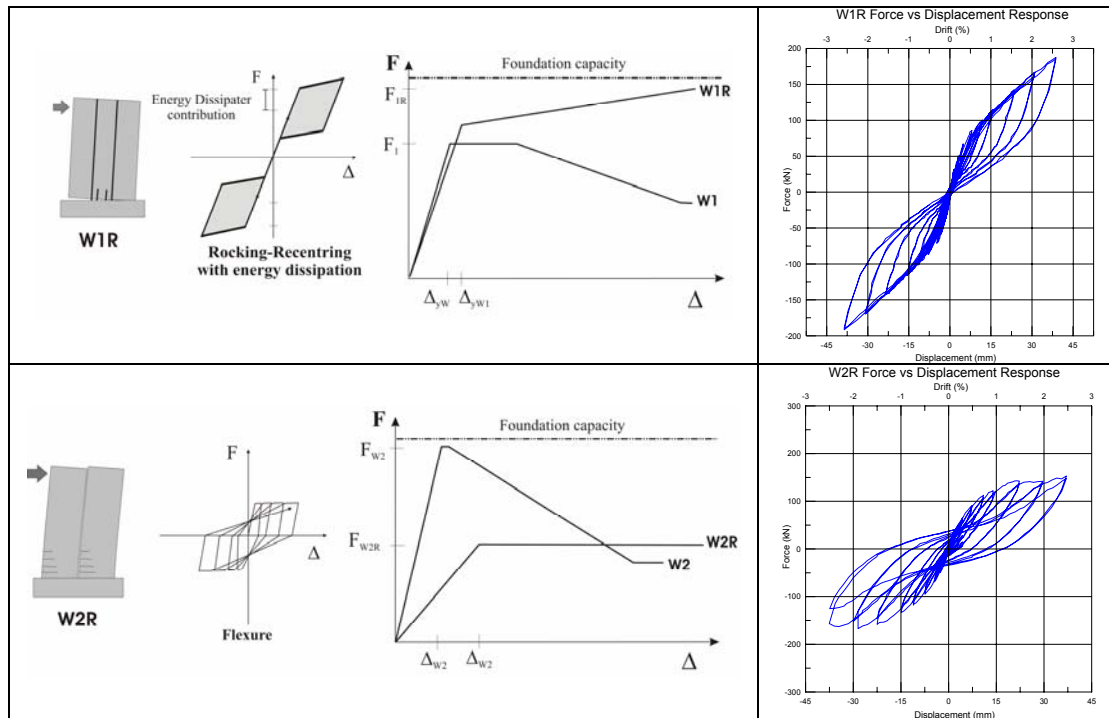 W1R
F
Energy Dissipater
contribution
Δ
Rocking-Recentring
with energy dissipation
F
Foundation capacity
F1R
W1R
FI
W1
ΔyW
ΔyW1
Δ
W1R Force vs Displacement Response
Drift (%)
-3 -2 -1 0 1 2 3
200
150
100
50
0
-50
-100
-150
-200
Force (kN)
-45 -30 -15 0 15 30 45
Displacement (mm)
W2R
F
Δ
Flexure
F
Foundation capacity
FW2
FW2R
W2R
W2
ΔW2
ΔW2
Δ
W2R Force vs Displacement Response
Drift (%)
-3 -2 -1 0 1 2 3
300
200
100
0
-100
-200
-300
Force (kN)
-45 -30 -15 0 15 30 45
Displacement (mm)